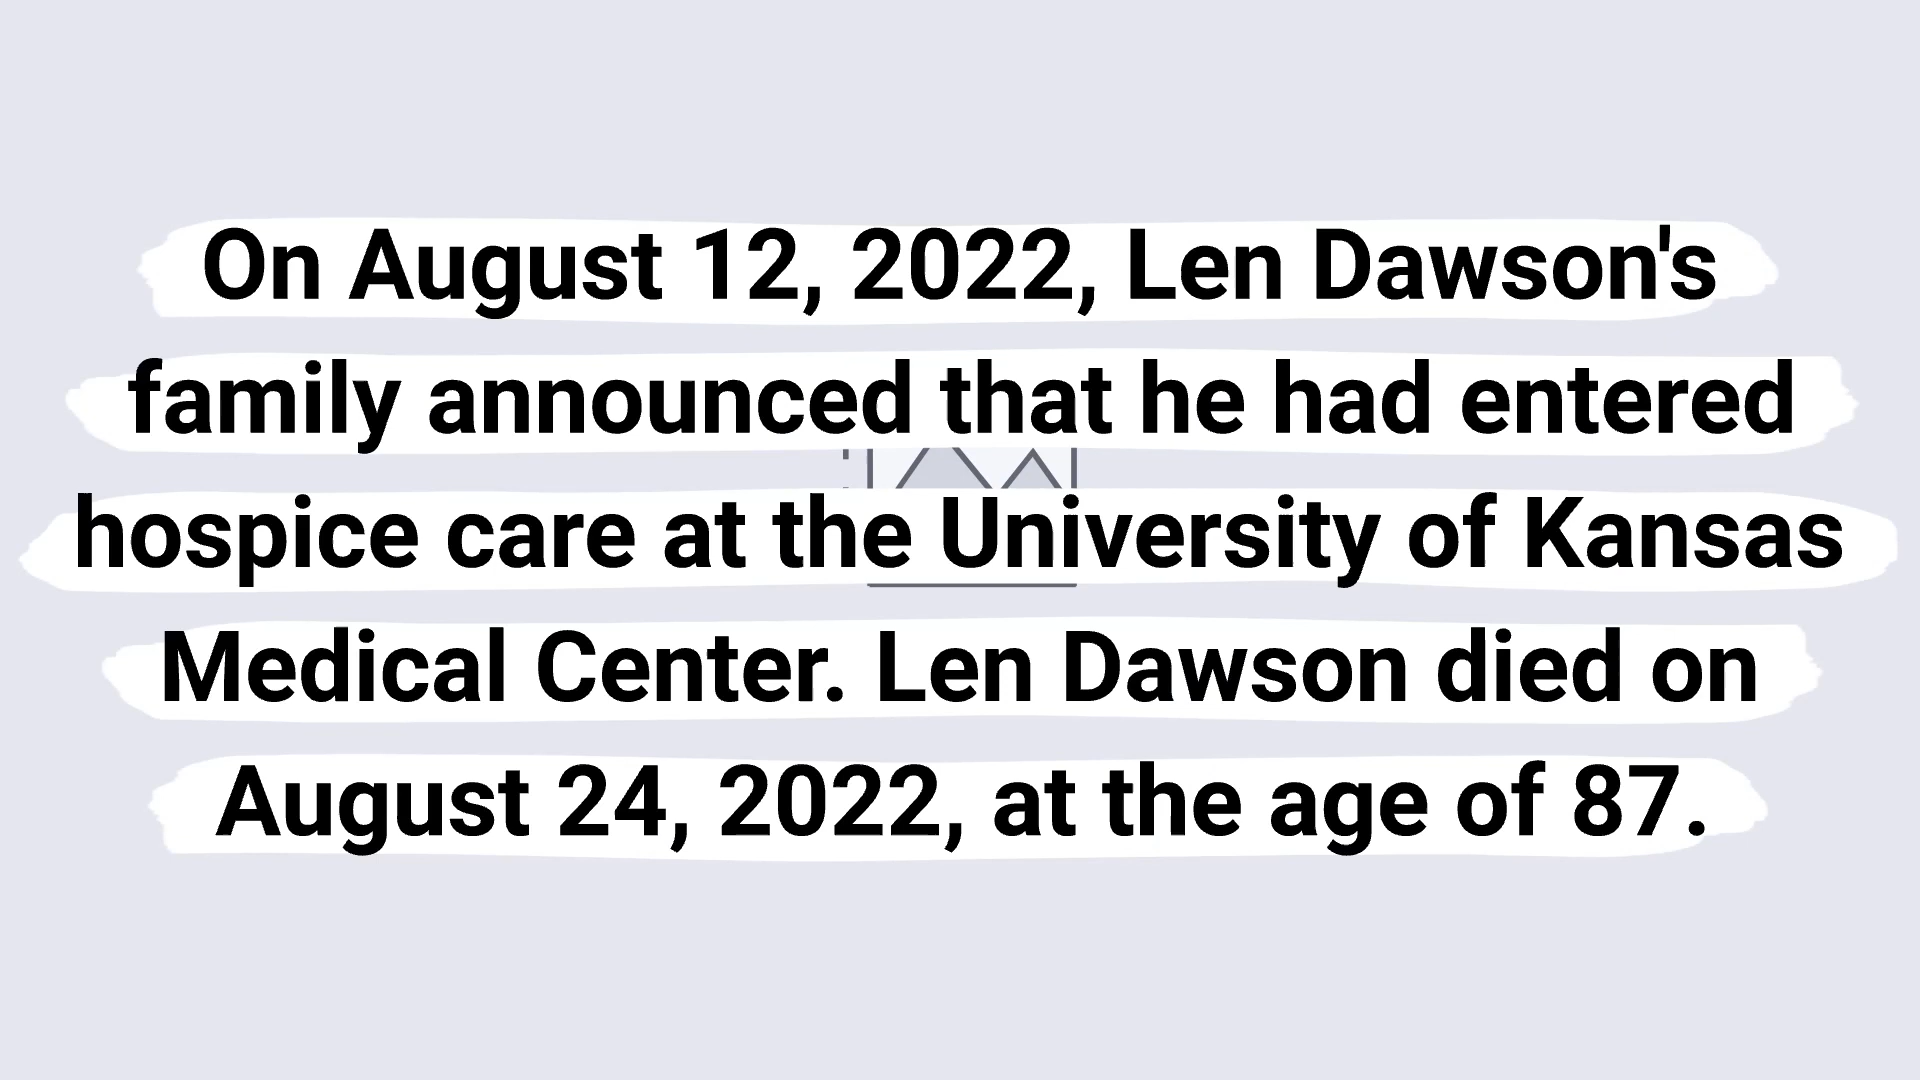 On August 12, 2022, Len Dawson's
family announced that he had entered
hospice care at the University of Kansas
Medical Center. Len Dawson died on
August 24, 2022, at the age of 87.